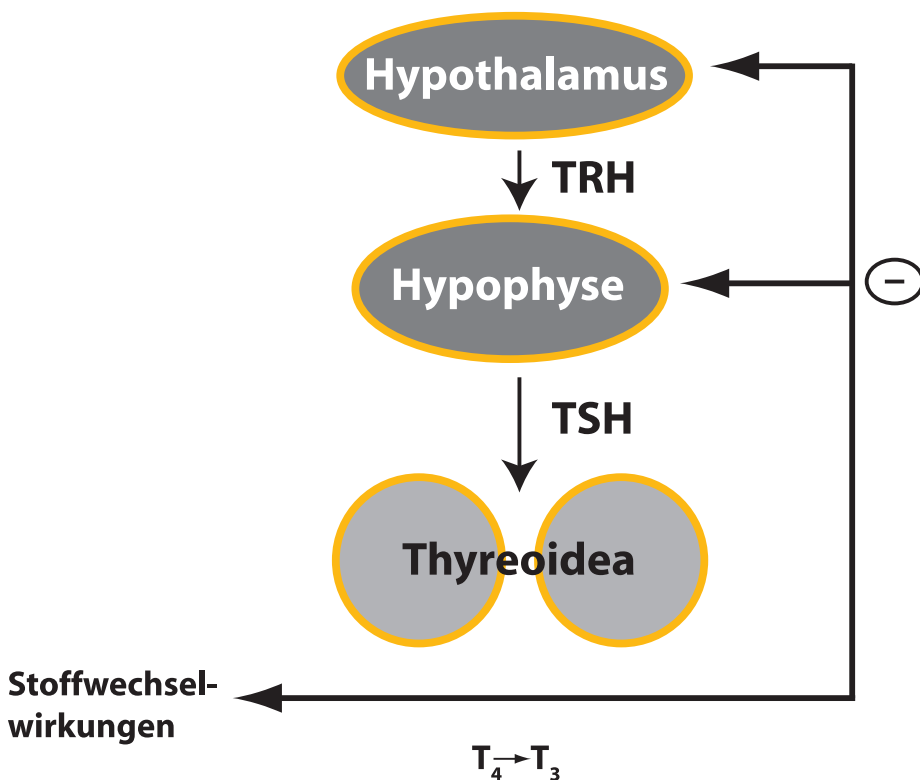 Hypothalamus
TRH
Hypophyse
−
TSH
Thyreoidea
Stoffwechsel-
wirkungen
T₄→T₃